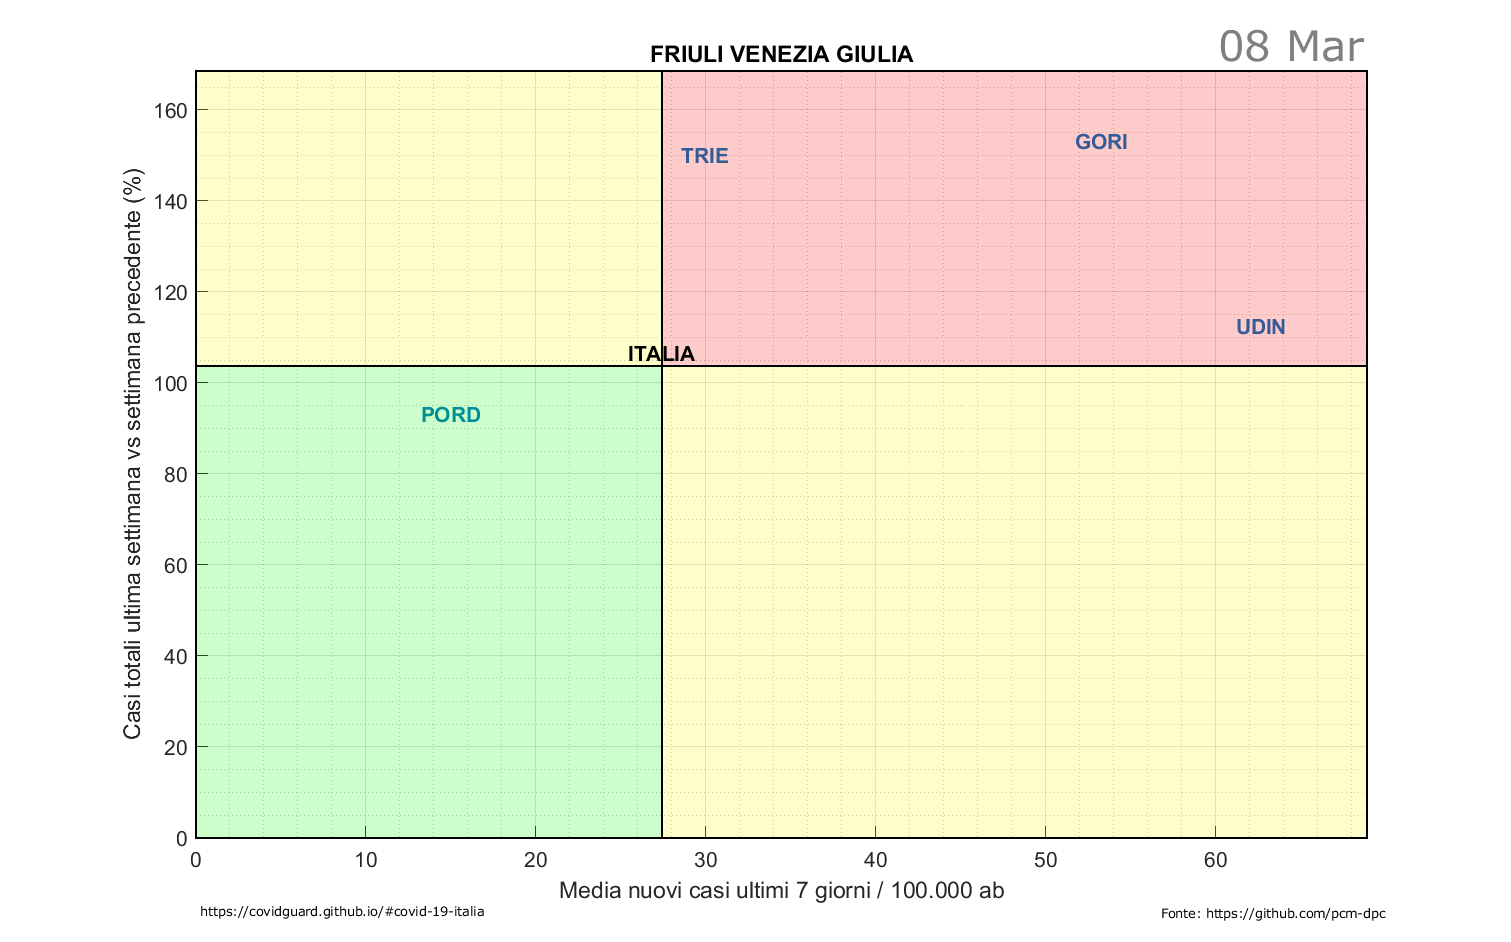 08 Mar
FRIULI VENEZIA GIULIA
Casi totali ultima settimana vs settimana precedente (%)
160
140
120
100
80
60
40
20
0
TRIE
GORI
UDIN
ITALIA
PORD
0 10 20 30 40 50 60
Media nuovi casi ultimi 7 giorni / 100.000 ab
https://covidguard.github.io/#covid-19-italia
Fonte: https://github.com/pcm-dpc